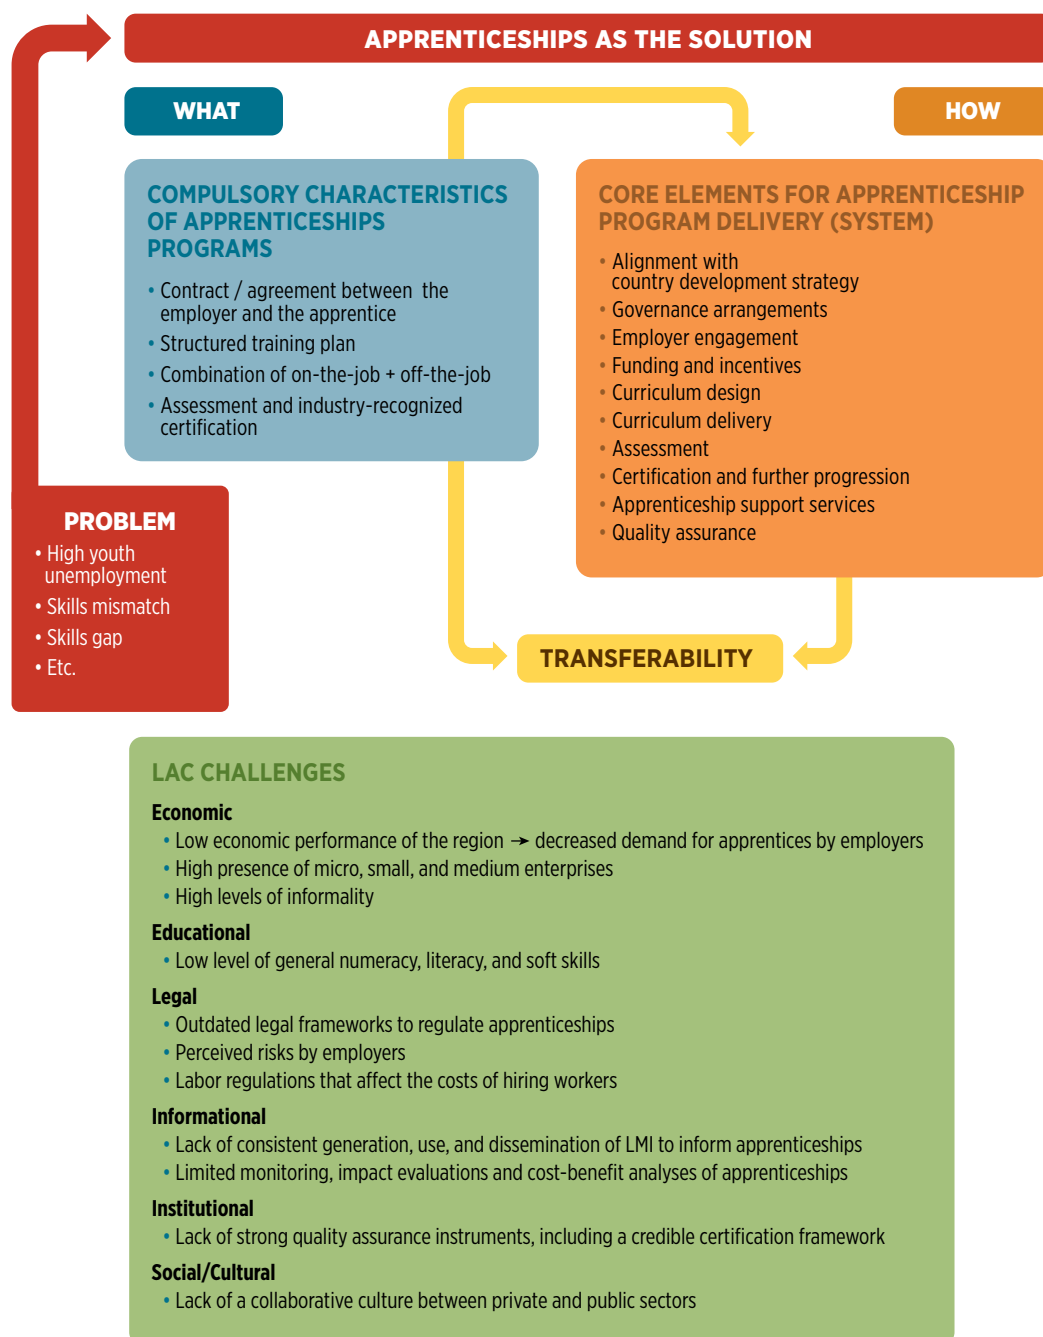 APPRENTICESHIPS AS THE SOLUTION
WHAT
HOW
COMPULSORY CHARACTERISTICS
OF APPRENTICESHIPS
PROGRAMS
• Contract / agreement between the
employer and the apprentice
• Structured training plan
• Combination of on-the-job + off-the-job
• Assessment and industry-recognized
certification
CORE ELEMENTS FOR APPRENTICESHIP
PROGRAM DELIVERY (SYSTEM)
• Alignment with
country development strategy
• Governance arrangements
• Employer engagement
• Funding and incentives
• Curriculum design
• Curriculum delivery
• Assessment
• Certification and further progression
• Apprenticeship support services
• Quality assurance
PROBLEM
• High youth
unemployment
• Skills mismatch
• Skills gap
• Etc.
TRANSFERABILITY
LAC CHALLENGES
Economic
• Low economic performance of the region → decreased demand for apprentices by employers
• High presence of micro, small, and medium enterprises
• High levels of informality
Educational
• Low level of general numeracy, literacy, and soft skills
Legal
• Outdated legal frameworks to regulate apprenticeships
• Perceived risks by employers
• Labor regulations that affect the costs of hiring workers
Informational
• Lack of consistent generation, use, and dissemination of LMI to inform apprenticeships
• Limited monitoring, impact evaluations and cost-benefit analyses of apprenticeships
Institutional
• Lack of strong quality assurance instruments, including a credible certification framework
Social/Cultural
• Lack of a collaborative culture between private and public sectors